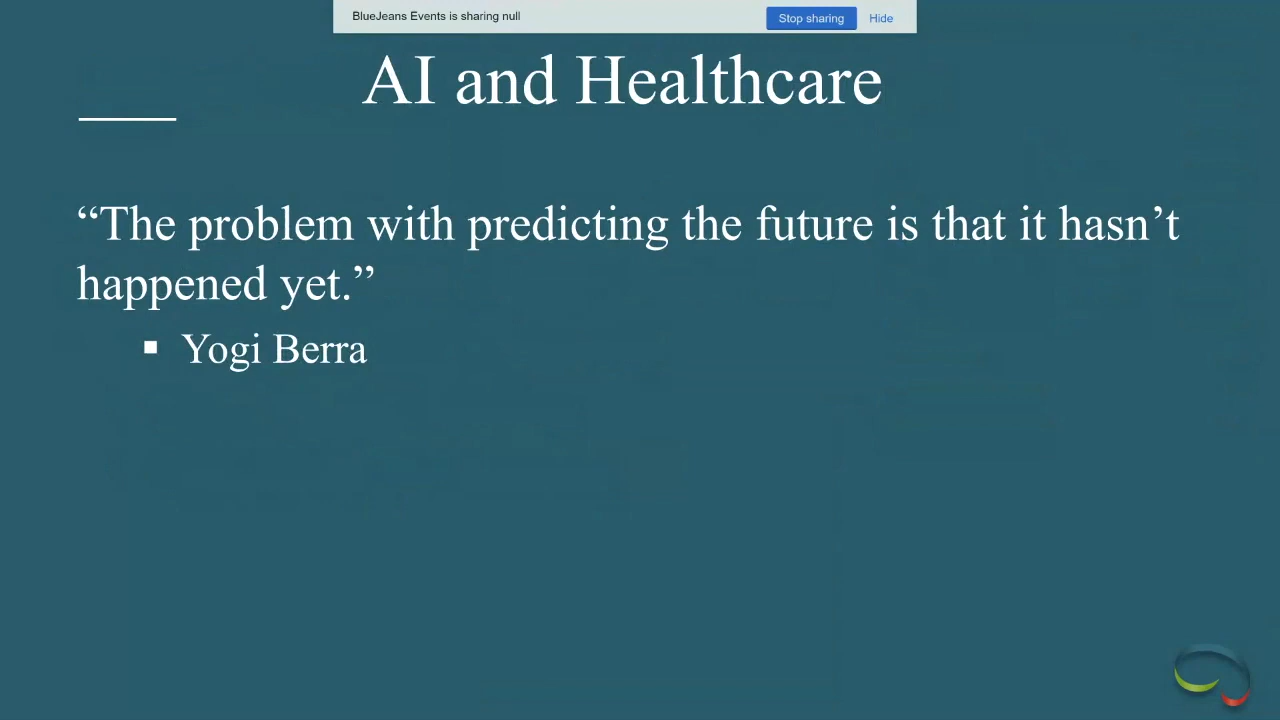 BlueJeans Events is sharing null
Stop sharing
Hide
AI and Healthcare
“The problem with predicting the future is that it hasn’t
happened yet.”
▪ Yogi Berra